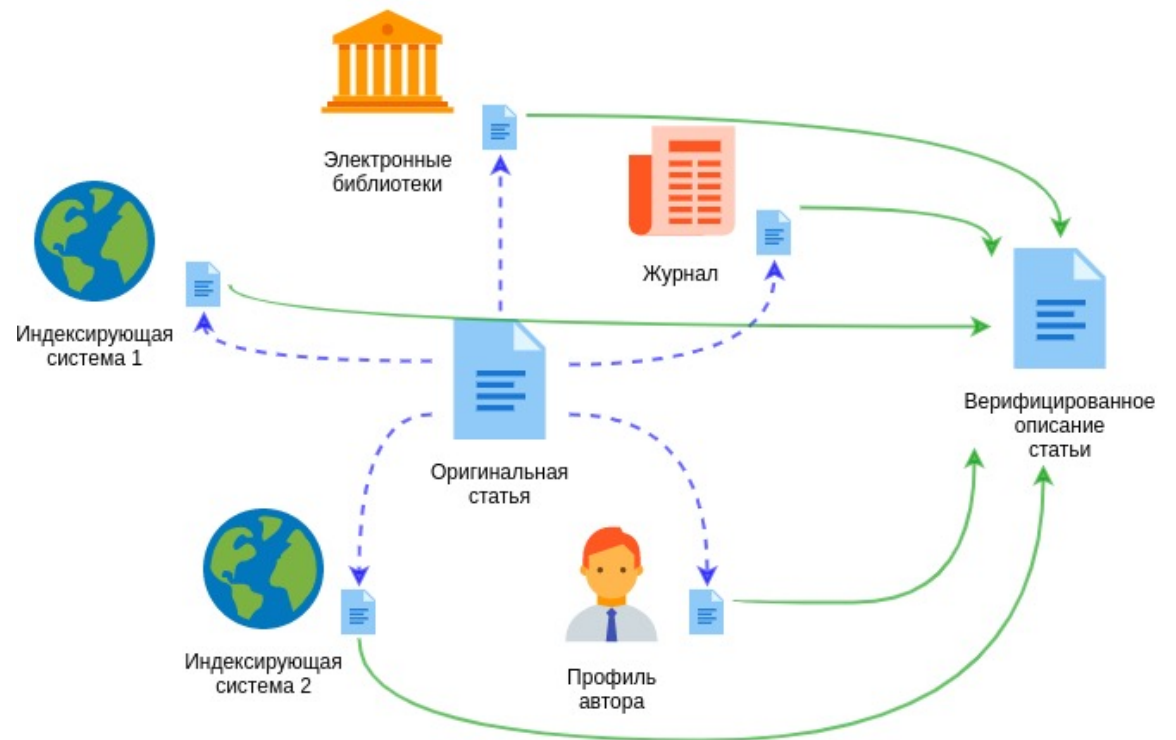 Электронные
библиотеки
Журнал
Индексирующая
система 1
Верифицированное
описание
статьи
Оригинальная
статья
Индексирующая
система 2
Профиль
автора